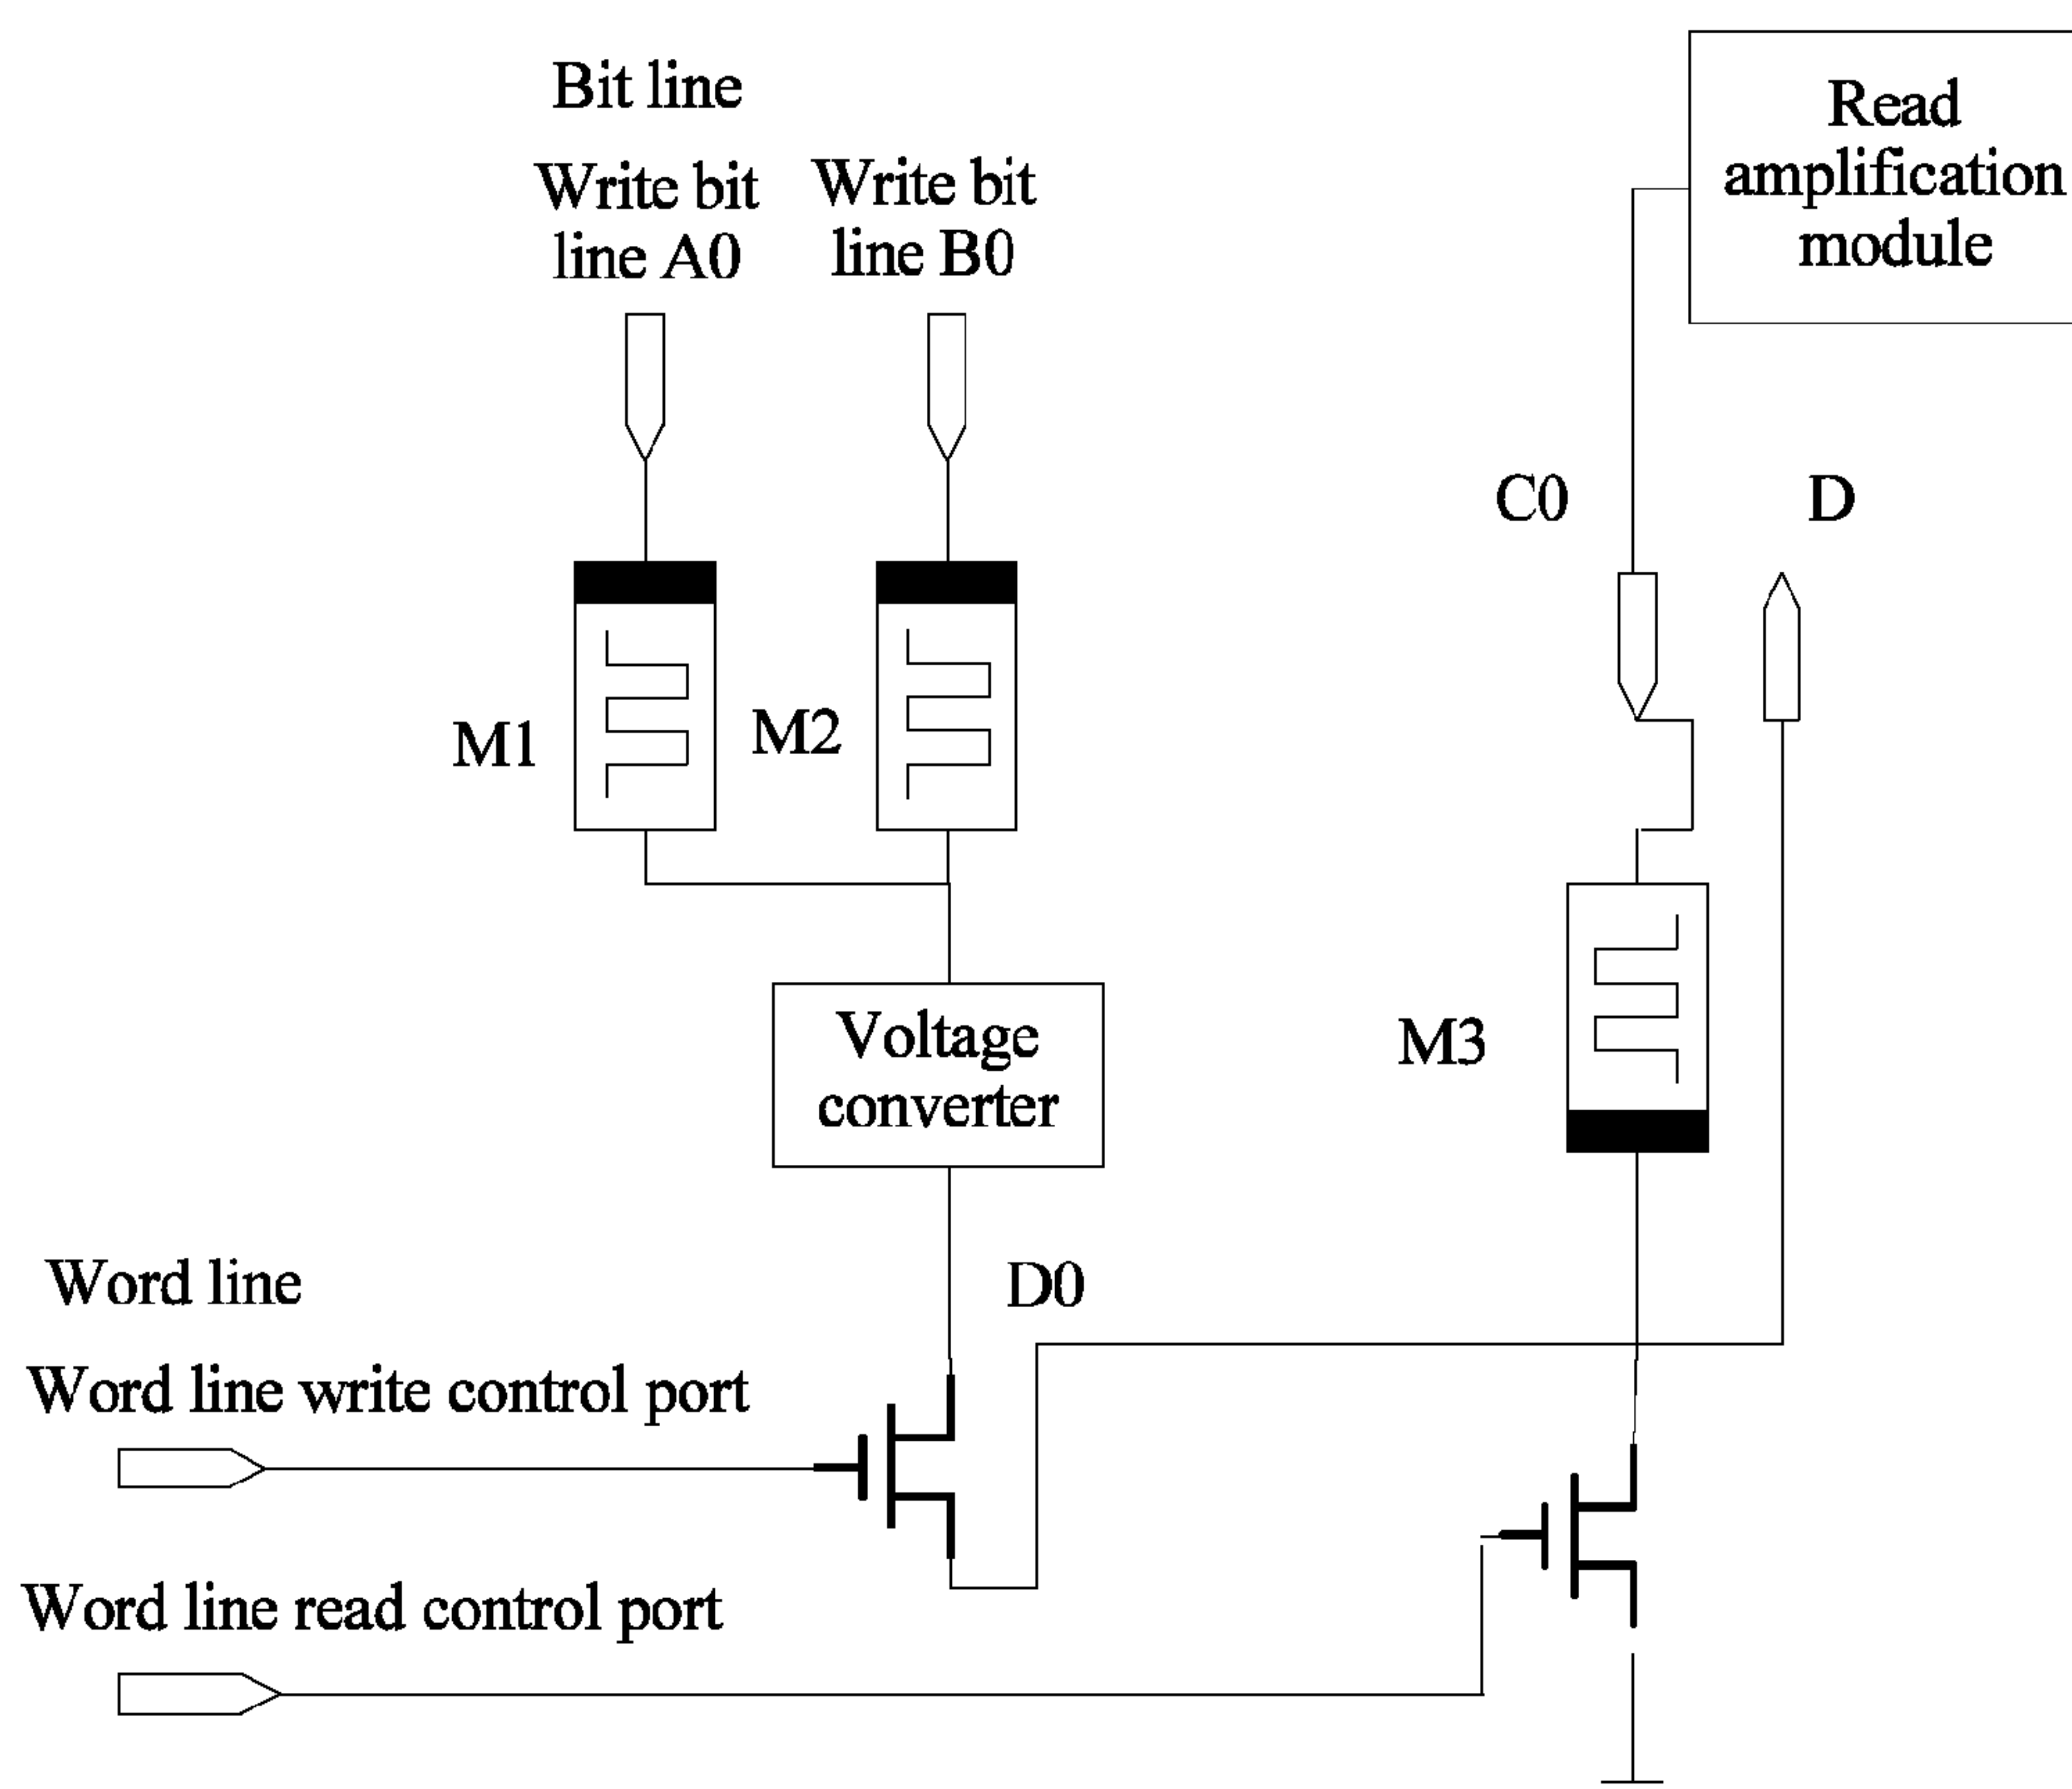 Bit line
Write bit
line A0
Write bit
line B0
Read
amplification
module
C0
D
M1
M2
M3
Voltage
converter
D0
Word line
Word line write control port
Word line read control port